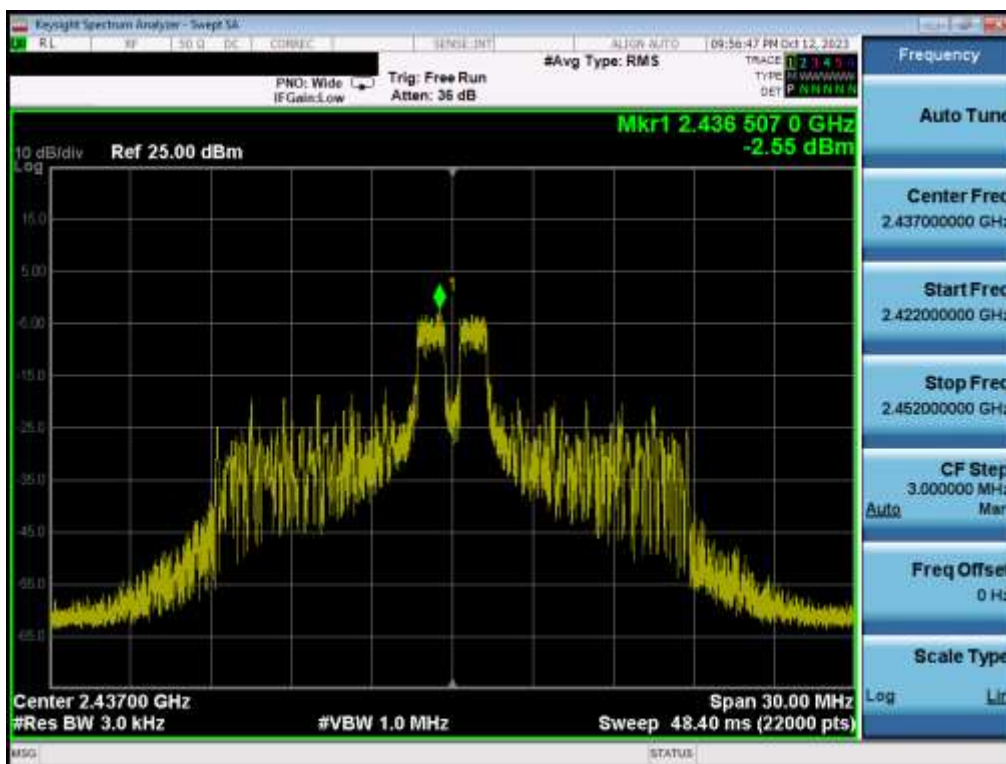 Keysight Spectrum Analyzer - Swept SA
RL RF 50 Ω DC CORREC SENSE:INT ALIGN AUTO 09:56:47 PM Oct 12, 2023
PNO: Wide
IFGain:Low
Trig: Free Run
Atten: 36 dB
#Avg Type: RMS
TRACE 1 2 3 4 5 6
TYPE M WWWWW
DET P N N N N N
Mkr1 2.436 507 0 GHz
-2.55 dBm
10 dB/div
Log
Ref 25.00 dBm
15.0
5.00
-5.00
-15.0
-25.0
-35.0
-45.0
-55.0
-65.0
1
Center 2.43700 GHz
#Res BW 3.0 kHz
#VBW 1.0 MHz
Span 30.00 MHz
Sweep 48.40 ms (22000 pts)
MSG
STATUS
Frequency
Auto Tune
Center Freq
2.437000000 GHz
Start Freq
2.422000000 GHz
Stop Freq
2.452000000 GHz
CF Step
3.000000 MHz
Auto Man
Freq Offset
0 Hz
Scale Type
Log Lin